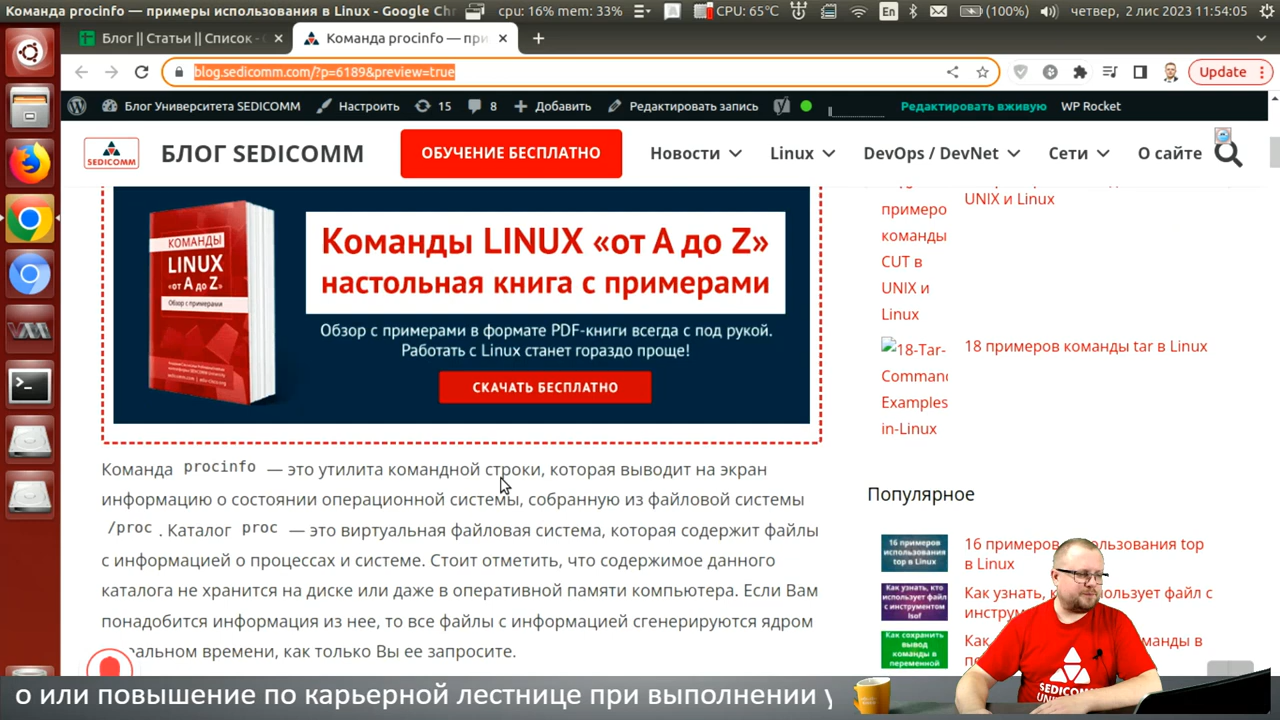 Команда procinfo — примеры использования в Linux - Google Chr
cpu: 16% mem: 33%
CPU: 65℃
En
(100%)
четверг, 2 лис 2023 11:54:05
Блог || Статьи || Список -
Команда procinfo — при
blog.sedicomm.com/?p=6189&preview=true
Update
Блог Университета SEDICOMM
Настроить
15
8
Добавить
Редактировать запись
Редактировать вживую
WP Rocket
SEDICOMM
БЛОГ SEDICOMM
ОБУЧЕНИЕ БЕСПЛАТНО
Новости
Linux
DevOps / DevNet
Сети
О сайте
КОМАНДЫ
LINUX
«от А до Z»
Обзор с примерами
Команды LINUX «от А до Z»
настольная книга с примерами
Обзор с примерами в формате PDF-книги всегда с под рукой.
Работать с Linux станет гораздо проще!
СКАЧАТЬ БЕСПЛАТНО
Команда procinfo — это утилита командной строки, которая выводит на экран
информацию о состоянии операционной системы, собранную из файловой системы
/proc . Каталог proc — это виртуальная файловая система, которая содержит файлы
с информацией о процессах и системе. Стоит отметить, что содержимое данного
каталога не хранится на диске или даже в оперативной памяти компьютера. Если Вам
понадобится информация из нее, то все файлы с информацией сгенерируются ядром
реальном времени, как только Вы ее запросите.
примеро
команды
CUT в
UNIX и
Linux
UNIX и Linux
18-Tar-
Command
Examples
in-Linux
18 примеров команды tar в Linux
Популярное
16 примеров
использования
top в Linux
16 примеров использования top
в Linux
Как узнать, кто
использует файл
с инструментом
lsof
Как узнать, использует файл с
инструм
Как сохранить
вывод
команды в
переменной
Как
команды в
SEDICOMM
о или повышение по карьерной лестнице при выполнении у